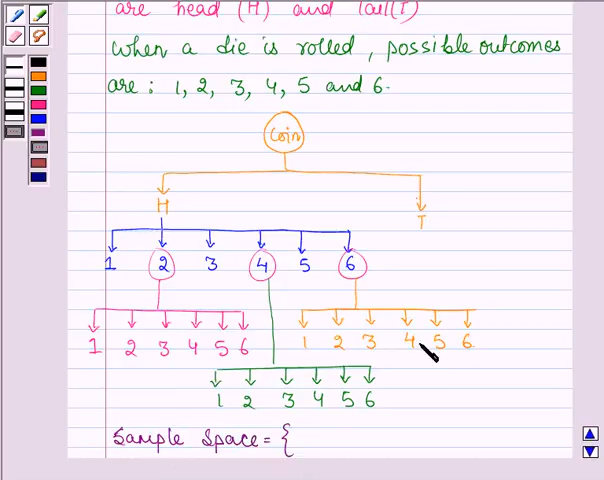 are head (H) and tail(T)
When a die is rolled, possible outcomes
are: 1, 2, 3, 4, 5 and 6.
Coin
H
T
1 2 3 4 5 6
1 2 3 4 5 6
1 2 3 4 5 6
1 2 3 4 5 6
Sample Space = {